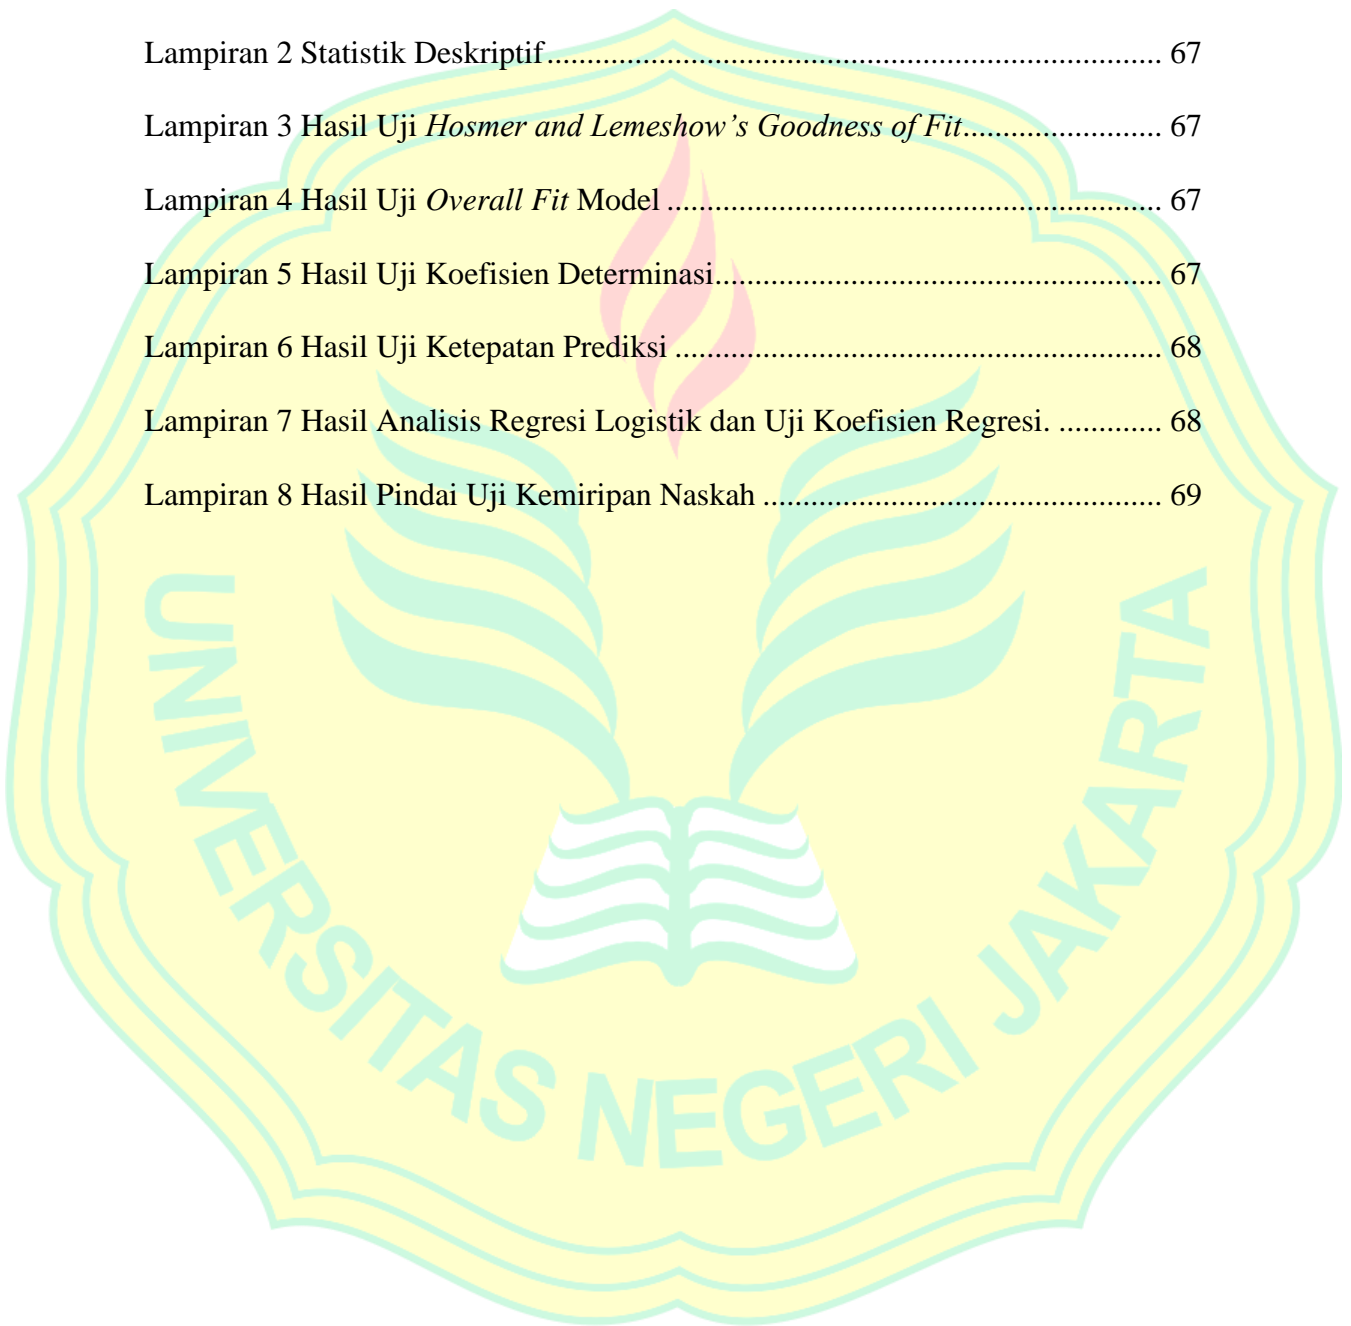 Lampiran 2 Statistik Deskriptif.............................................................................. 67
Lampiran 3 Hasil Uji Hosmer and Lemeshow’s Goodness of Fit......................... 67
Lampiran 4 Hasil Uji Overall Fit Model .............................................................. 67
Lampiran 5 Hasil Uji Koefisien Determinasi........................................................ 67
Lampiran 6 Hasil Uji Ketepatan Prediksi ............................................................. 68
Lampiran 7 Hasil Analisis Regresi Logistik dan Uji Koefisien Regresi. ............. 68
Lampiran 8 Hasil Pindai Uji Kemiripan Naskah .................................................. 69
UNIVERSITAS NEGERI JAKARTA